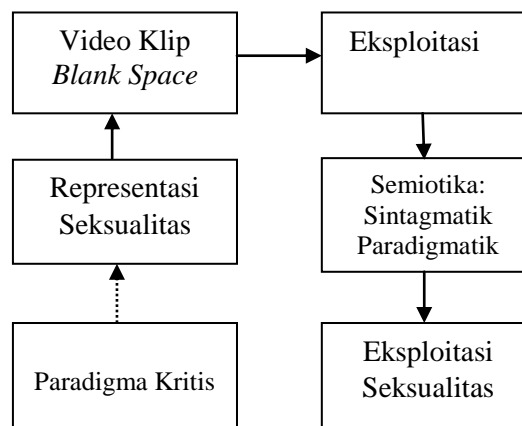 Video Klip
Blank Space
Eksploitasi
Representasi
Seksualitas
Semiotika:
Sintagmatik
Paradigmatik
Paradigma Kritis
Eksploitasi
Seksualitas